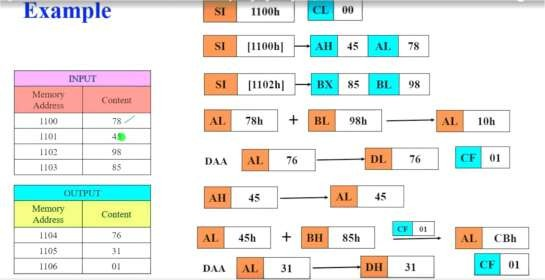 Example
SI 1100h CL 00
SI [1100h] AH 45 AL 78
SI [1102h] BX 85 BL 98
AL 78h + BL 98h AL 10h
DAA AL 76 DL 76 CF 01
AH 45 AL 45
AL 45h + BH 85h CF 01 AL CBh
DAA AL 31 DH 31 CF 01
INPUT
Memory Address Content
1100 78
1101 45
1102 98
1103 85
OUTPUT
Memory Address Content
1104 76
1105 31
1106 01